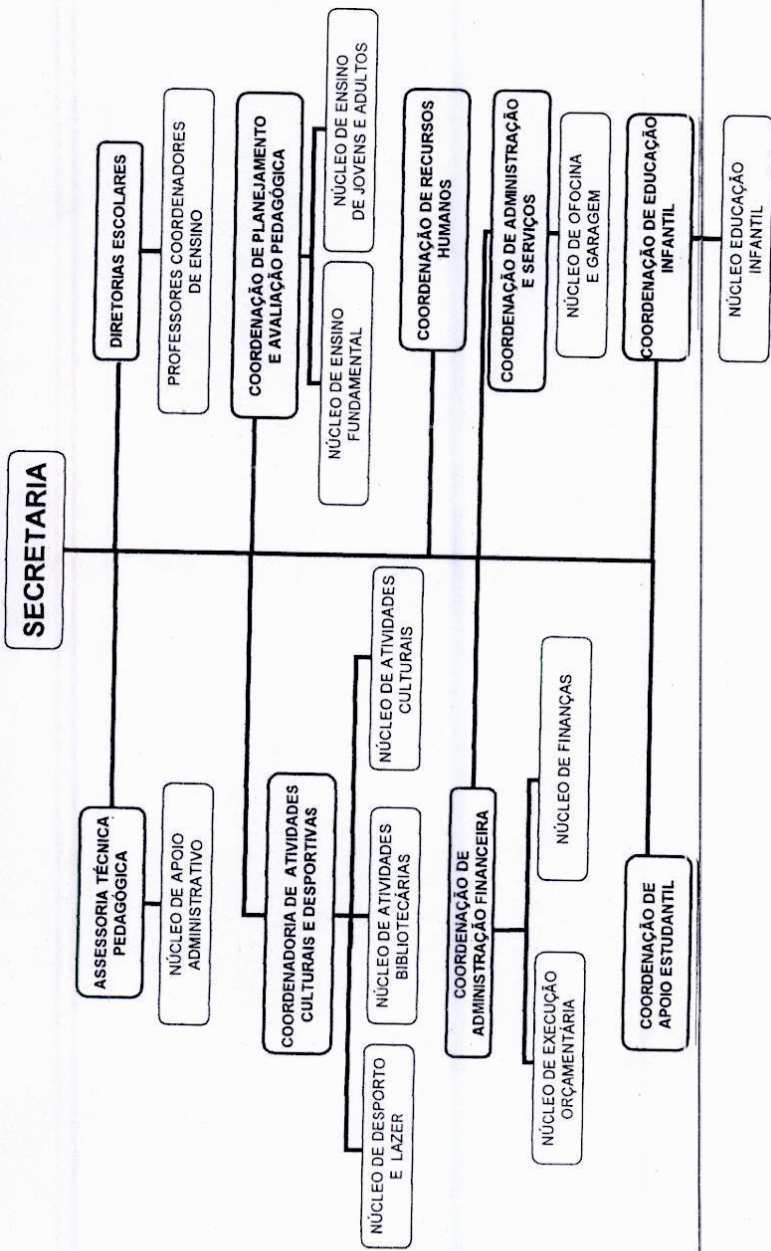 SECRETARIA
ASSESSORIA TÉCNICA
PEDAGÓGICA
NÚCLEO DE APOIO
ADMINISTRATIVO
DIRETORIAS ESCOLARES
PROFESSORES COORDENADORES
DE ENSINO
COORDENADORIA DE ATIVIDADES
CULTURAIS E DESPORTIVAS
NÚCLEO DE DESPORTO
E LAZER
NÚCLEO DE ATIVIDADES
BIBLIOTECÁRIAS
NÚCLEO DE ATIVIDADES
CULTURAIS
COORDENAÇÃO DE PLANEJAMENTO
E AVALIAÇÃO PEDAGÓGICA
NÚCLEO DE ENSINO
FUNDAMENTAL
NÚCLEO DE ENSINO
DE JOVENS E ADULTOS
COORDENAÇÃO DE RECURSOS
HUMANOS
COORDENAÇÃO DE
ADMINISTRAÇÃO FINANCEIRA
NÚCLEO DE EXECUÇÃO
ORÇAMENTÁRIA
NÚCLEO DE FINANÇAS
COORDENAÇÃO DE ADMINISTRAÇÃO
E SERVIÇOS
NÚCLEO DE OFOCINA
E GARAGEM
COORDENAÇÃO DE
APOIO ESTUDANTIL
COORDENAÇÃO DE EDUCAÇÃO
INFANTIL
NÚCLEO EDUCAÇÃO
INFANTIL